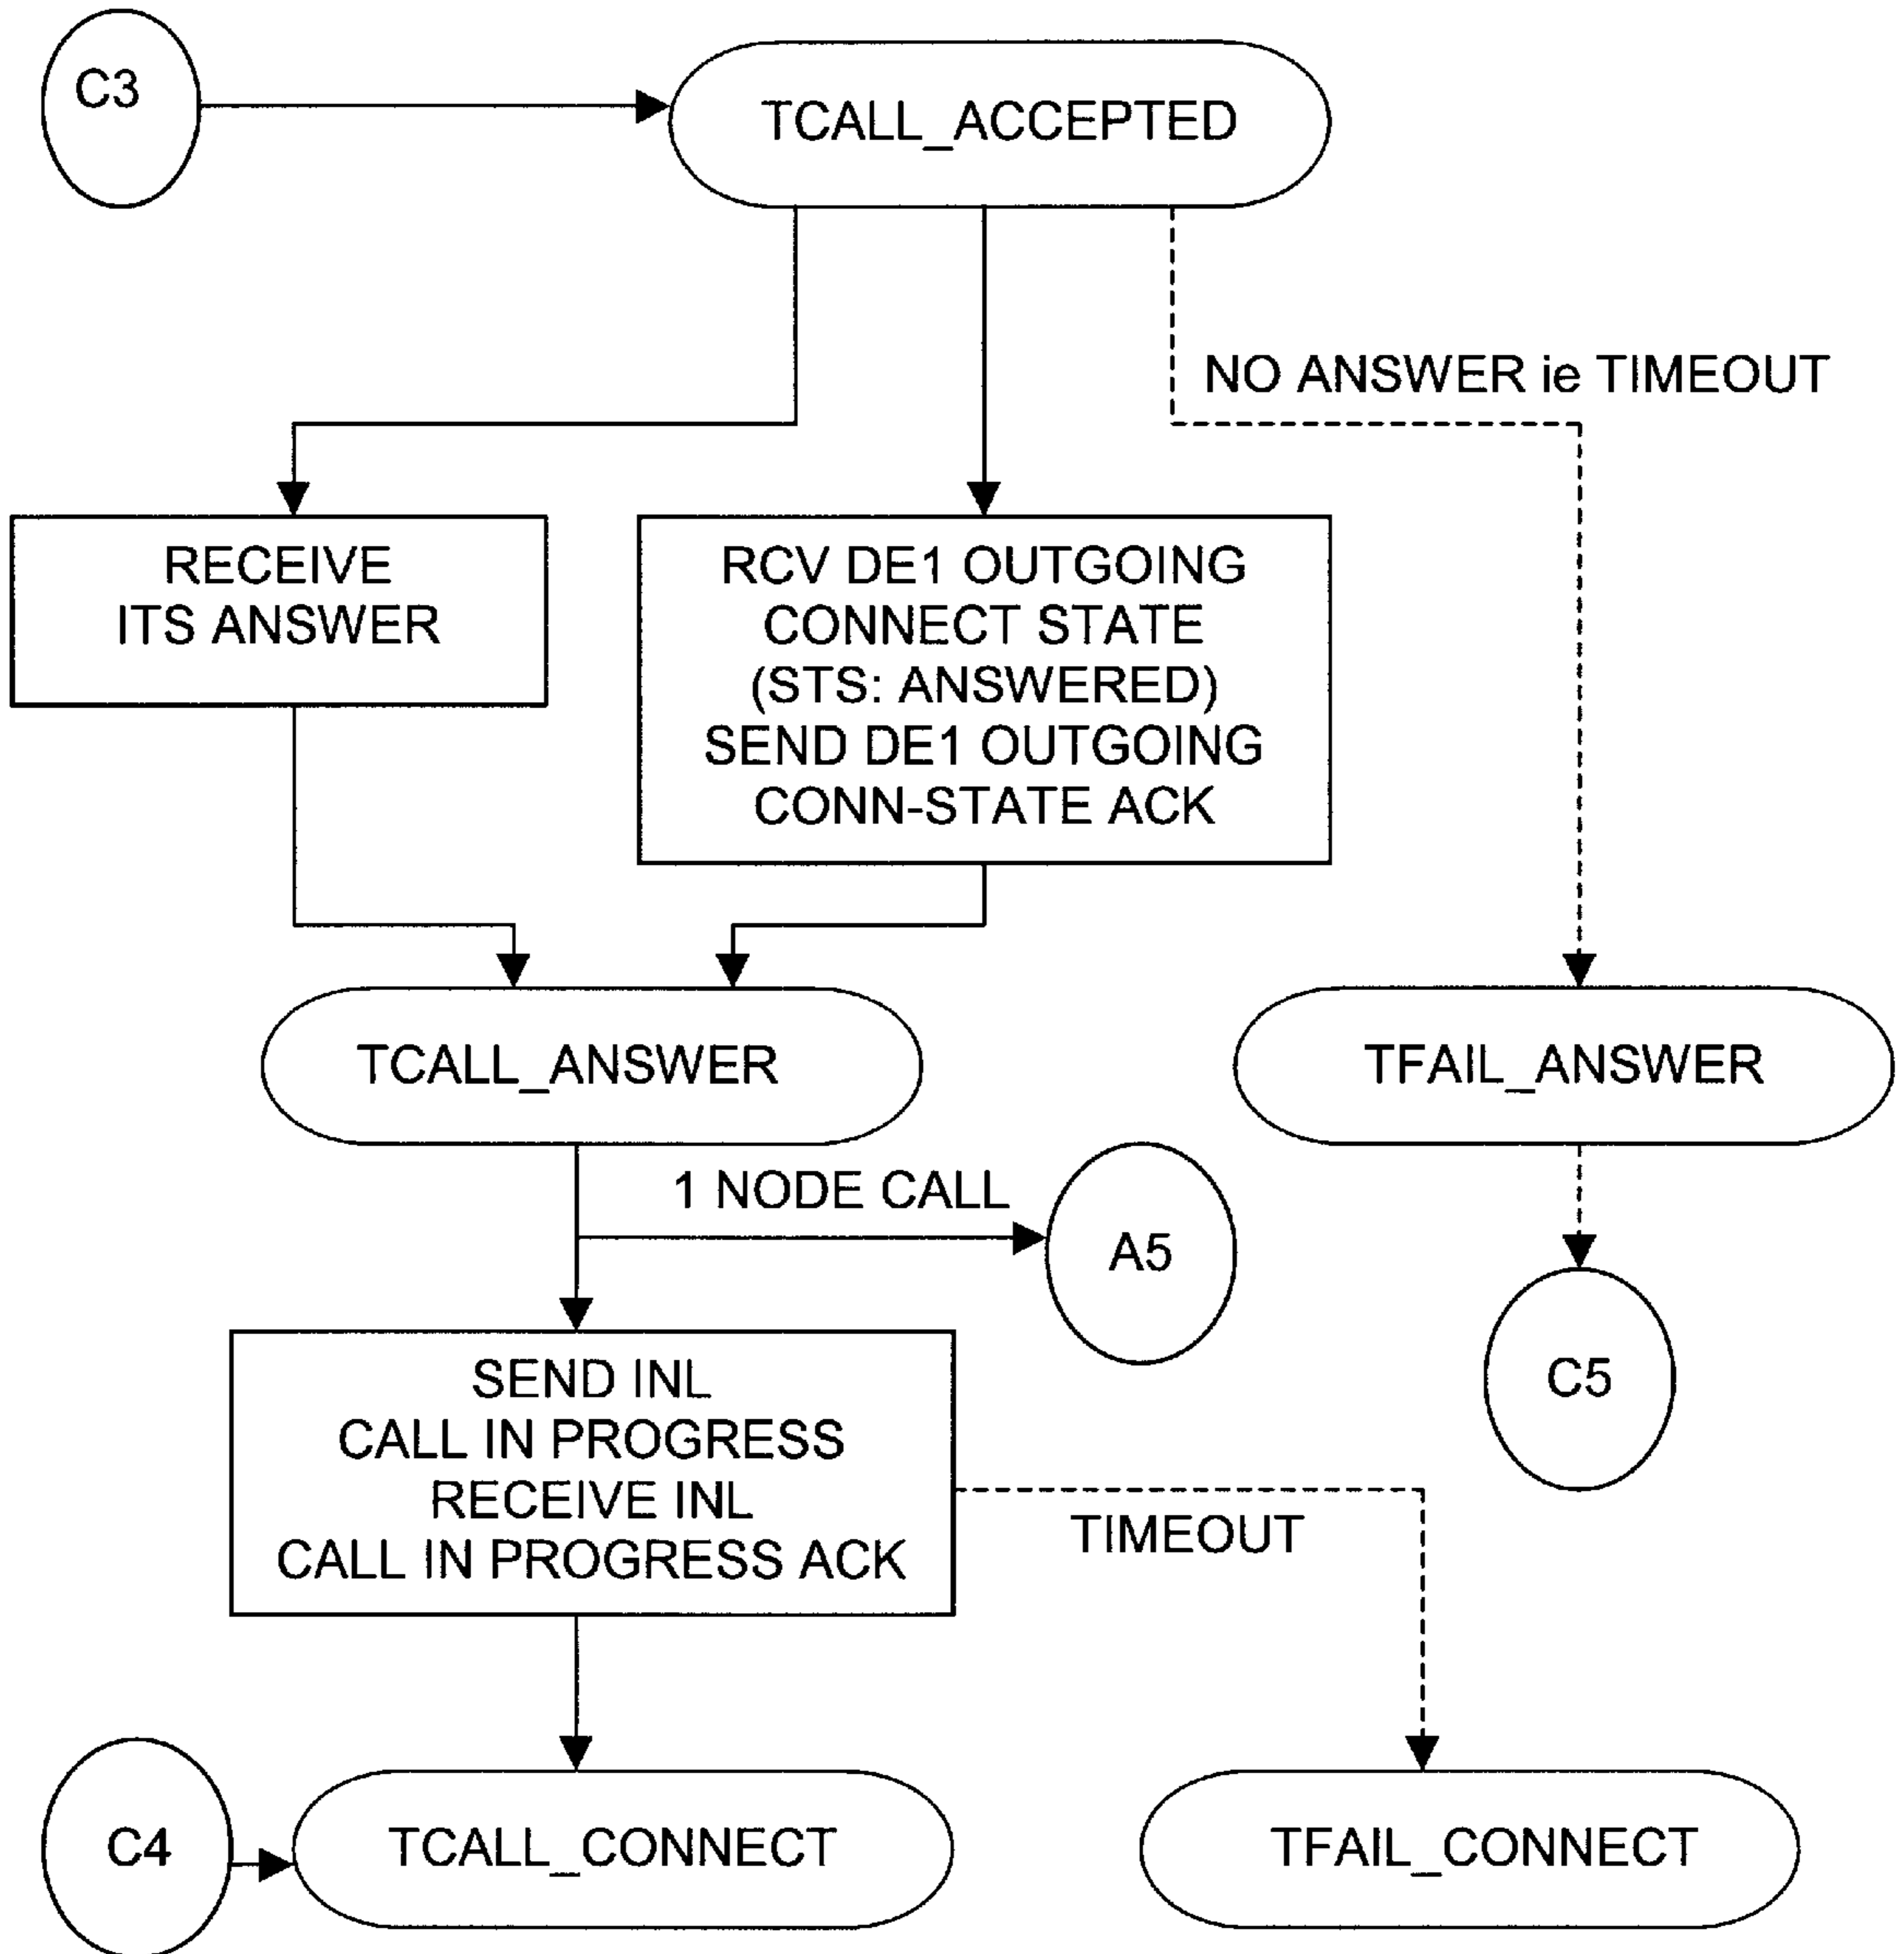 C3
TCALL_ACCEPTED
NO ANSWER ie TIMEOUT
RECEIVE
ITS ANSWER
RCV DE1 OUTGOING
CONNECT STATE
(STS: ANSWERED)
SEND DE1 OUTGOING
CONN-STATE ACK
TCALL_ANSWER
TFAIL_ANSWER
1 NODE CALL
A5
C5
SEND INL
CALL IN PROGRESS
RECEIVE INL
CALL IN PROGRESS ACK
TIMEOUT
C4
TCALL_CONNECT
TFAIL_CONNECT